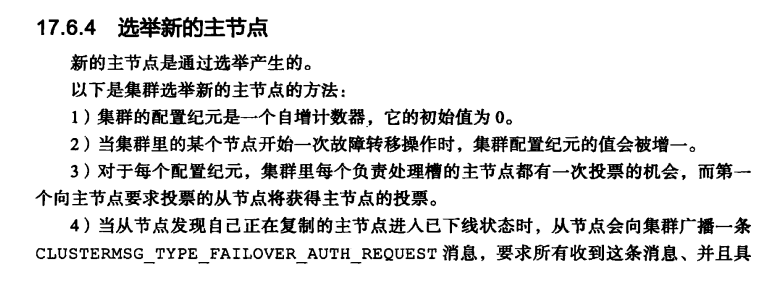 17.6.4 选举新的主节点
新的主节点是通过选举产生的。
以下是集群选举新的主节点的方法：
1）集群的配置纪元是一个自增计数器，它的初始值为 0。
2）当集群里的某个节点开始一次故障转移操作时，集群配置纪元的值会被增一。
3）对于每个配置纪元，集群里每个负责处理槽的主节点都有一次投票的机会，而第一
个向主节点要求投票的从节点将获得主节点的投票。
4）当从节点发现自己正在复制的主节点进入已下线状态时，从节点会向集群广播一条
CLUSTERMSG_TYPE_FAILOVER_AUTH_REQUEST 消息，要求所有收到这条消息、并且具